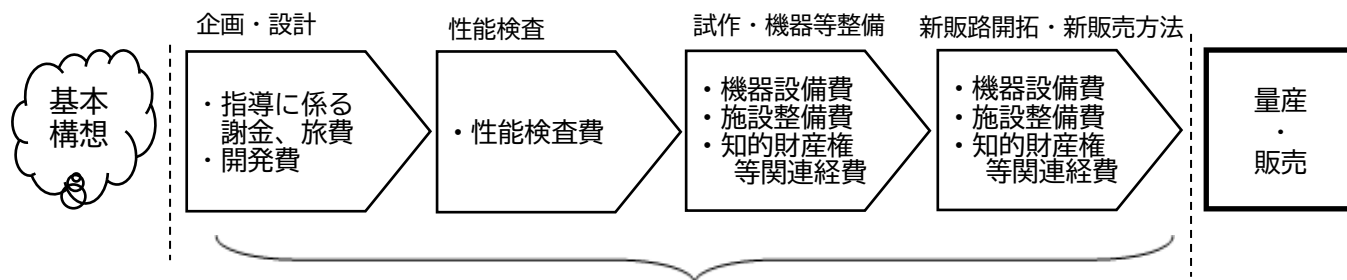 企画・設計
性能検査
試作・機器等整備
新販路開拓・新販売方法
基本
構想
・指導に係る
謝金、旅費
・開発費
・性能検査費
・機器設備費
・施設整備費
・知的財産権
等関連経費
・機器設備費
・施設整備費
・知的財産権
等関連経費
量産
・
販売